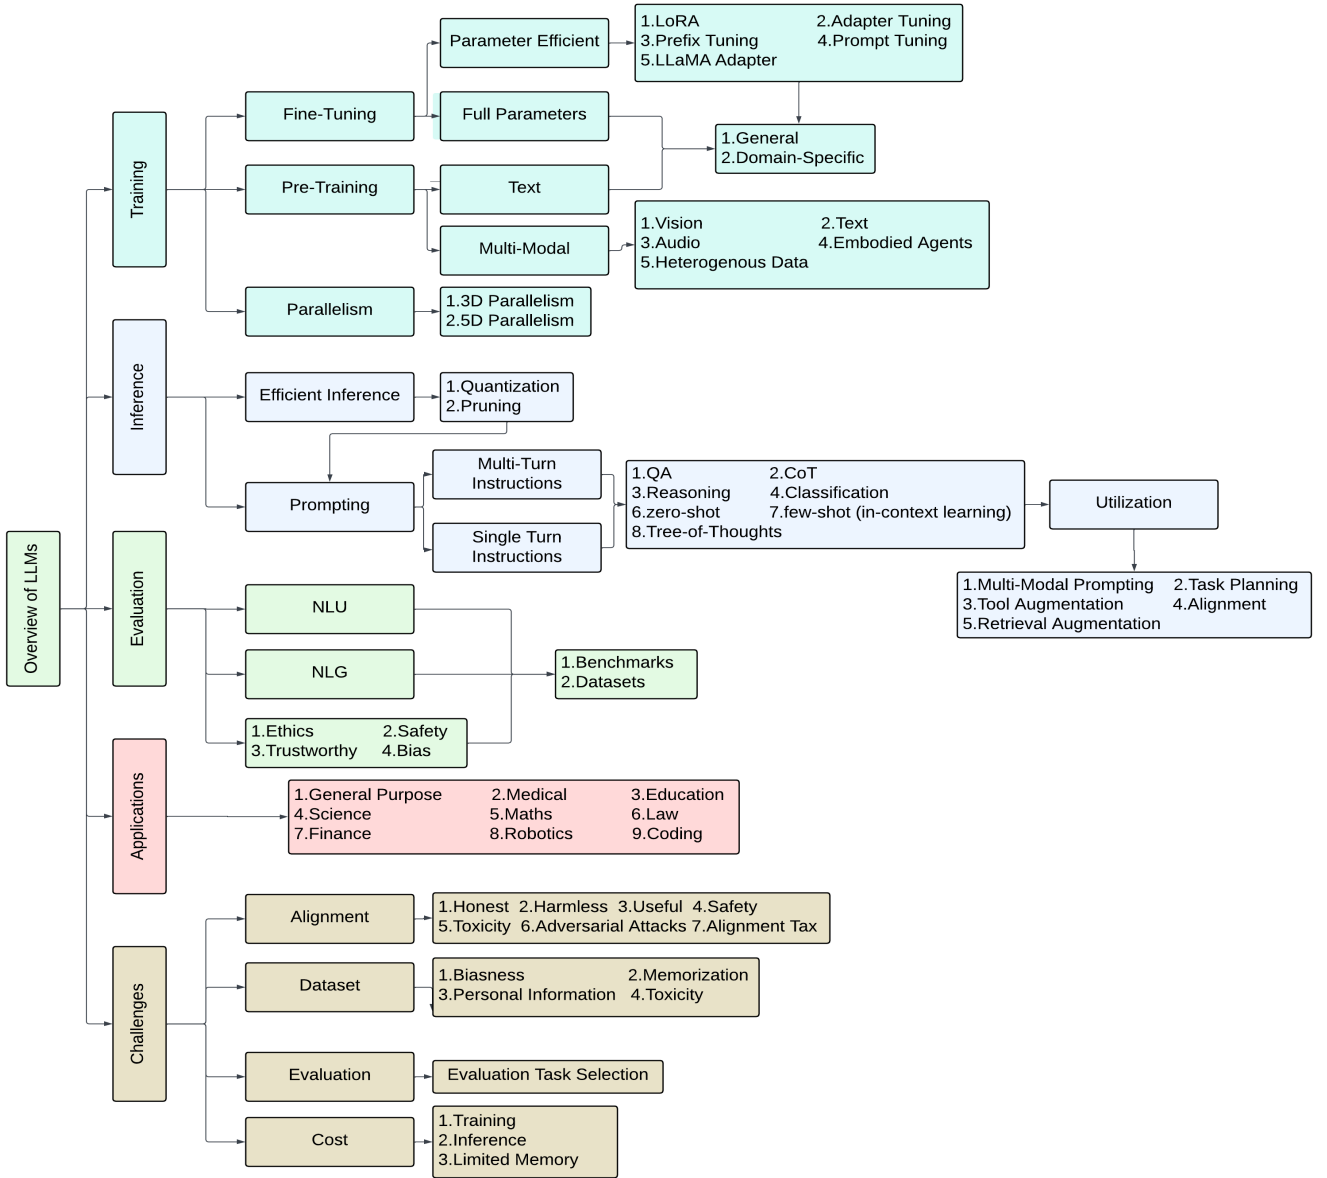 Overview of LLMs
Training
Fine-Tuning
Parameter Efficient
1.LoRA 2.Adapter Tuning
3.Prefix Tuning 4.Prompt Tuning
5.LLaMA Adapter
Full Parameters
1.General
2.Domain-Specific
Pre-Training
Text
Multi-Modal
1.Vision 2.Text
3.Audio 4.Embodied Agents
5.Heterogenous Data
Parallelism
1.3D Parallelism
2.5D Parallelism
Inference
Efficient Inference
1.Quantization
2.Pruning
Prompting
Multi-Turn
Instructions
Single Turn
Instructions
1.QA 2.CoT
3.Reasoning 4.Classification
6.zero-shot 7.few-shot (in-context learning)
8.Tree-of-Thoughts
Utilization
1.Multi-Modal Prompting 2.Task Planning
3.Tool Augmentation 4.Alignment
5.Retrieval Augmentation
Evaluation
NLU
NLG
1.Ethics 2.Safety
3.Trustworthy 4.Bias
1.Benchmarks
2.Datasets
Applications
1.General Purpose 2.Medical 3.Education
4.Science 5.Maths 6.Law
7.Finance 8.Robotics 9.Coding
Challenges
Alignment
1.Honest 2.Harmless 3.Useful 4.Safety
5.Toxicity 6.Adversarial Attacks 7.Alignment Tax
Dataset
1.Biasness 2.Memorization
3.Personal Information 4.Toxicity
Evaluation
Evaluation Task Selection
Cost
1.Training
2.Inference
3.Limited Memory